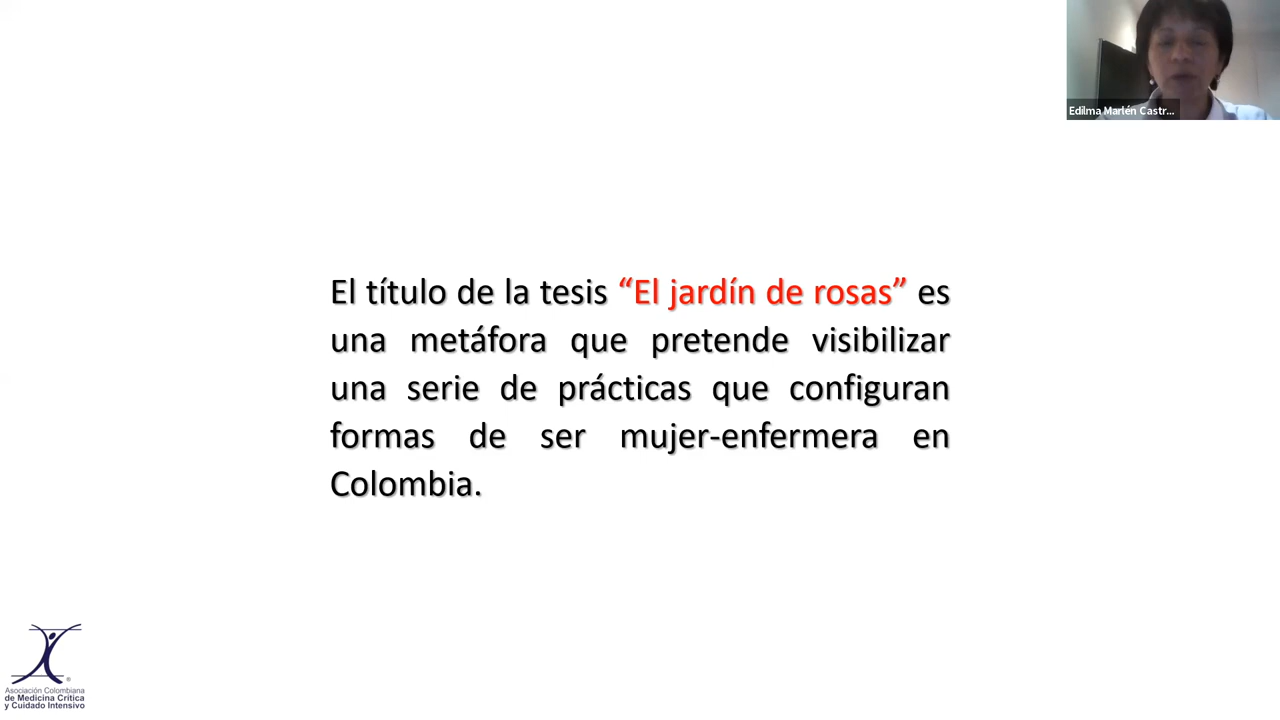 Edilma Marlén Castr...
El título de la tesis “El jardín de rosas” es
una metáfora que pretende visibilizar
una serie de prácticas que configuran
formas de ser mujer-enfermera en
Colombia.
Asociación Colombiana
de Medicina Crítica
y Cuidado Intensivo